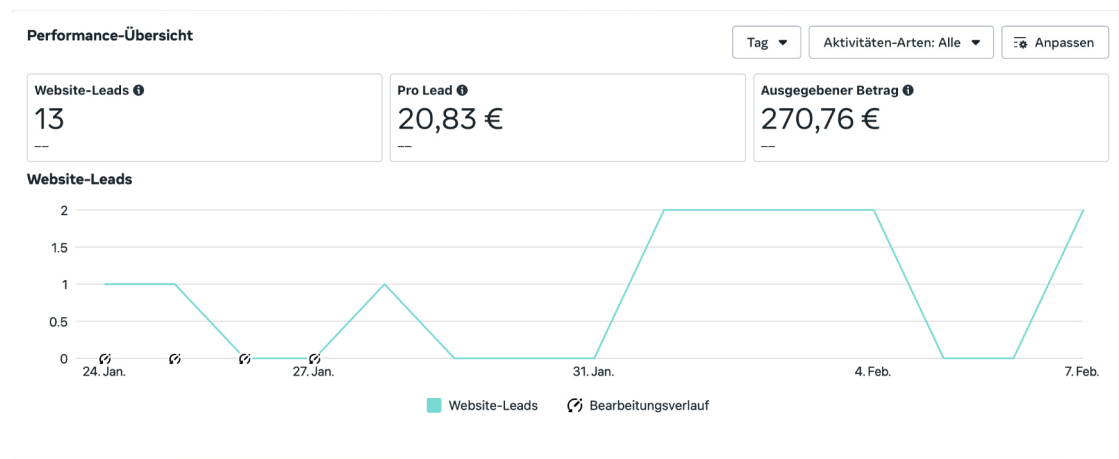 Performance-Übersicht
Tag
Aktivitäten-Arten: Alle
Anpassen
Website-Leads
13
––
Pro Lead
20,83 €
––
Ausgegebener Betrag
270,76 €
––
Website-Leads
2
1.5
1
0.5
0
24. Jan. 27. Jan. 31. Jan. 4. Feb. 7. Feb.
Website-Leads Bearbeitungsverlauf